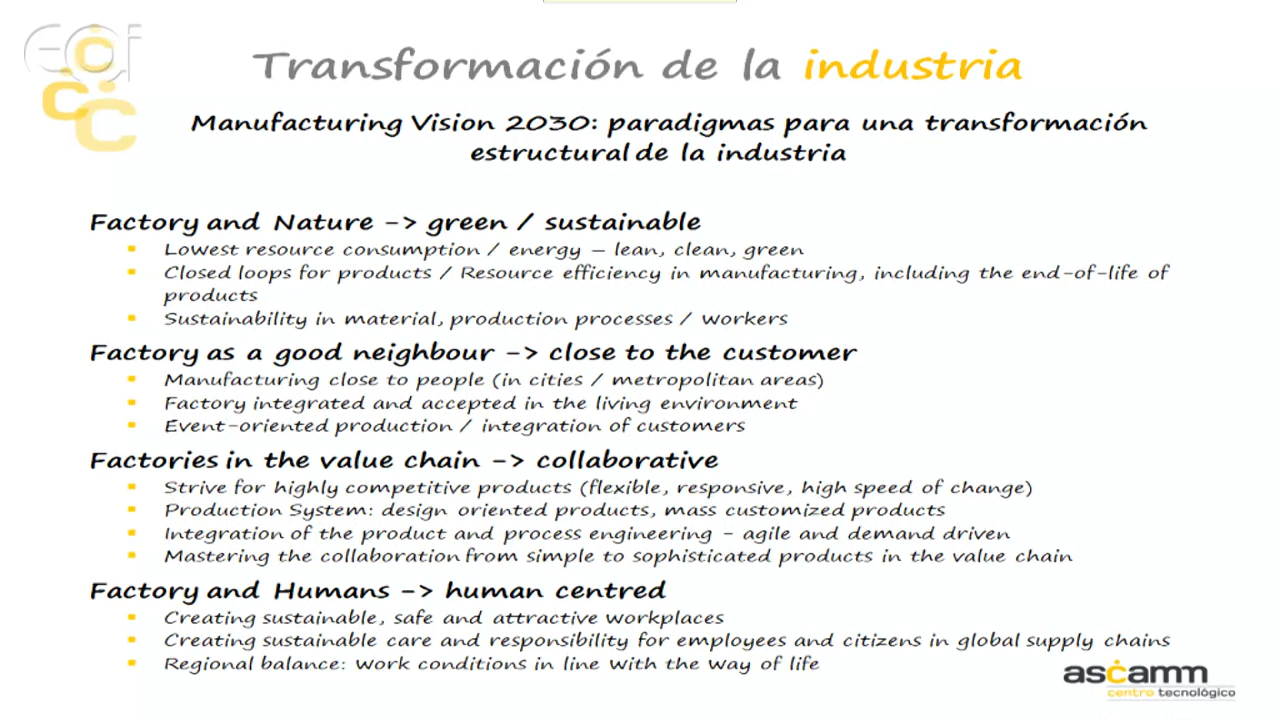 Transformación de la industria
Manufacturing Vision 2030: paradigmas para una transformación
estructural de la industria
Factory and Nature -> green / sustainable
Lowest resource consumption / energy – lean, clean, green
Closed loops for products / Resource efficiency in manufacturing, including the end-of-life of
products
Sustainability in material, production processes / workers
Factory as a good neighbour -> close to the customer
Manufacturing close to people (in cities / metropolitan areas)
Factory integrated and accepted in the living environment
Event-oriented production / integration of customers
Factories in the value chain -> collaborative
Strive for highly competitive products (flexible, responsive, high speed of change)
Production System: design oriented products, mass customized products
Integration of the product and process engineering - agile and demand driven
Mastering the collaboration from simple to sophisticated products in the value chain
Factory and Humans -> human centred
Creating sustainable, safe and attractive workplaces
Creating sustainable care and responsibility for employees and citizens in global supply chains
Regional balance: work conditions in line with the way of life
ascamm
centro tecnológico